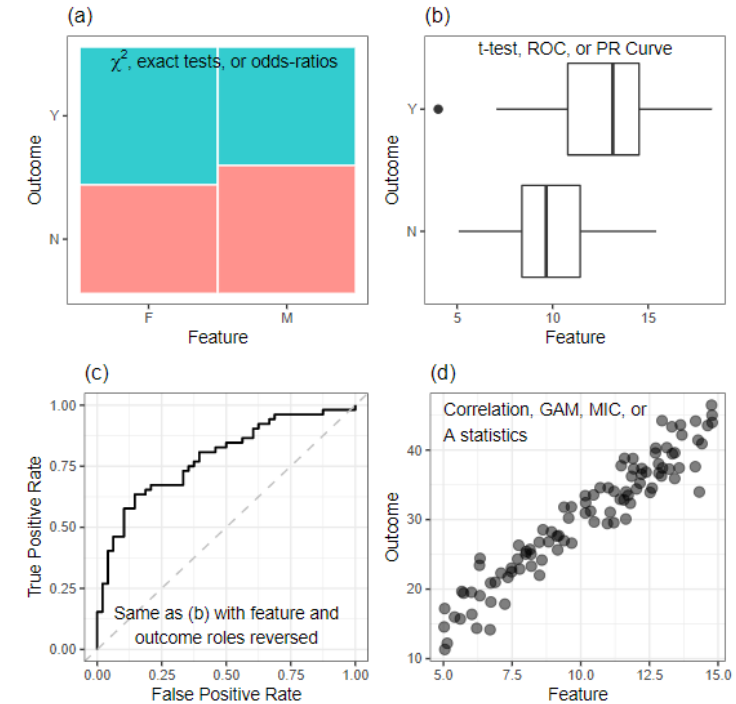 (a)
χ², exact tests, or odds-ratios
Outcome
Y
N
F
M
Feature
(b)
t-test, ROC, or PR Curve
Outcome
Y
N
5
10
15
Feature
(c)
True Positive Rate
1.00
0.75
0.50
0.25
0.00
Same as (b) with feature and
outcome roles reversed
0.00
0.25
0.50
0.75
1.00
False Positive Rate
(d)
Correlation, GAM, MIC, or
A statistics
Outcome
40
30
20
10
5.0
7.5
10.0
12.5
15.0
Feature